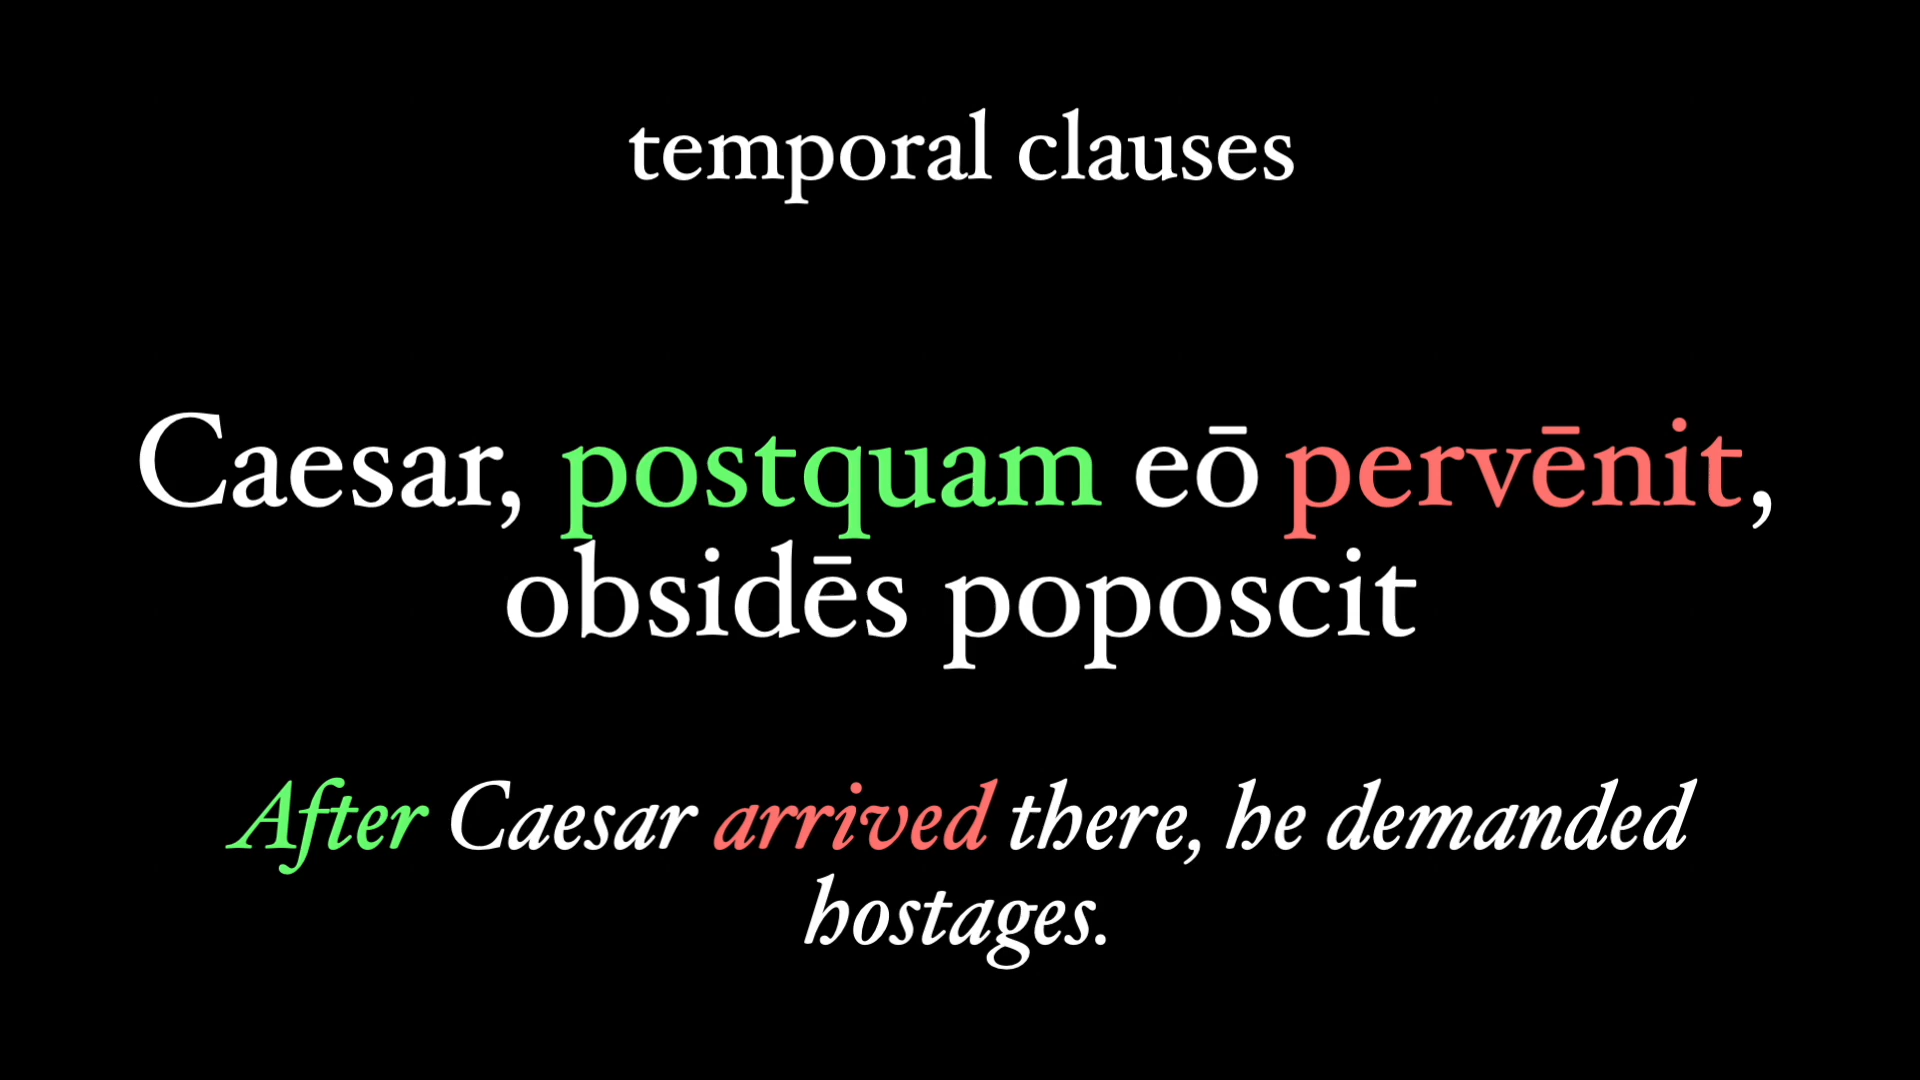 temporal clauses
Caesar, postquam eō pervēnit,
obsidēs poposcit
After Caesar arrived there, he demanded
hostages.